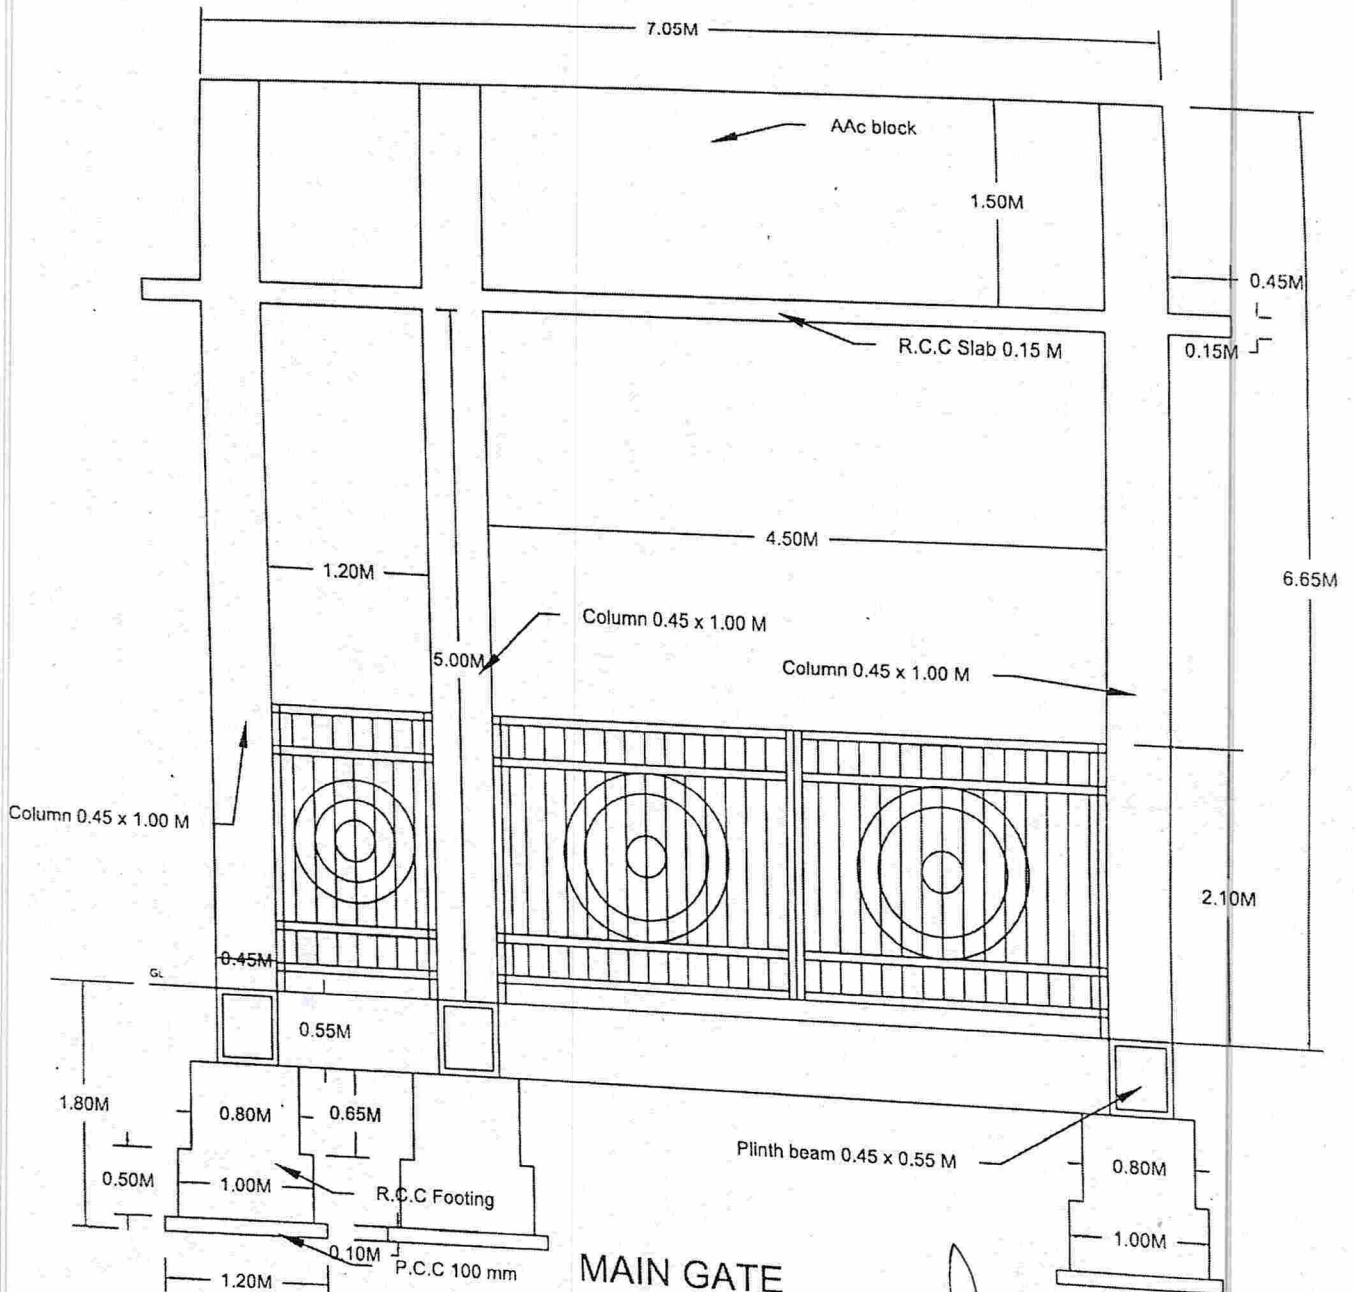 7.05M
AAc block
1.50M
0.45M
R.C.C Slab 0.15 M
0.15M
4.50M
1.20M
6.65M
Column 0.45 x 1.00 M
5.00M
Column 0.45 x 1.00 M
Column 0.45 x 1.00 M
2.10M
0.45M
GL
0.55M
1.80M
0.80M
0.65M
Plinth beam 0.45 x 0.55 M
0.80M
0.50M
1.00M
R.C.C Footing
1.00M
0.10M
P.C.C 100 mm
MAIN GATE
1.20M